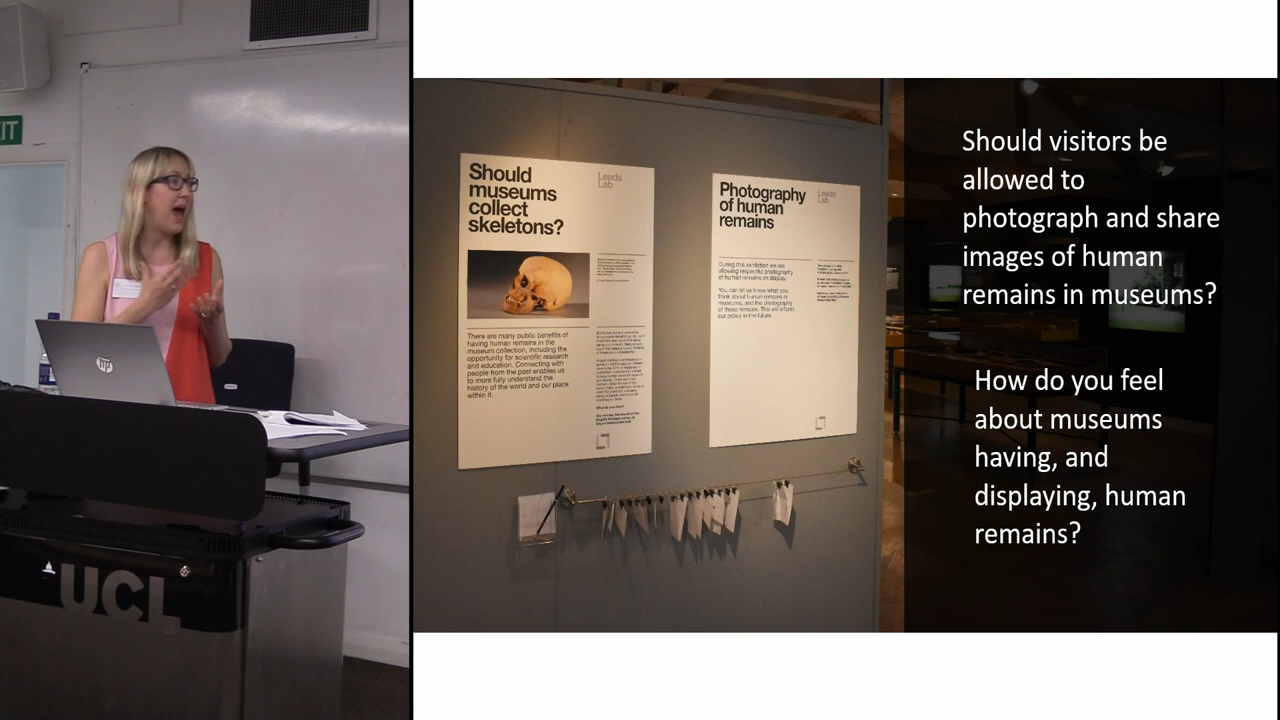 EXIT
hp
UCL
Should
museums
collect
skeletons?
Leeds
Lab
There are many public benefits of
having human remains in the
museum collection, including the
opportunity for scientific research
and education. Connecting with
people from the past enables us
to more fully understand the
history of the world and our place
within it.
What do you think?
Photography
of human
remains
Leeds
Lab
During this exhibition we are
allowing respectful photography
of human remains on display.
You can let us know what you
think about human remains in
museums, and the photography
of these remains. This will inform
our policy in the future.
Should visitors be
allowed to
photograph and share
images of human
remains in museums?
How do you feel
about museums
having, and
displaying, human
remains?